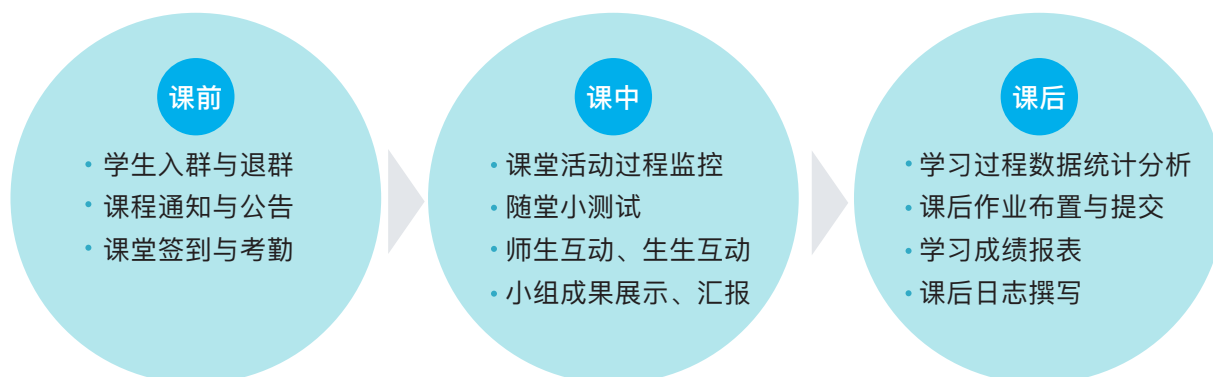 课前
· 学生入群与退群
· 课程通知与公告
· 课堂签到与考勤
课中
· 课堂活动过程监控
· 随堂小测试
· 师生互动、生生互动
· 小组成果展示、汇报
课后
· 学习过程数据统计分析
· 课后作业布置与提交
· 学习成绩报表
· 课后日志撰写